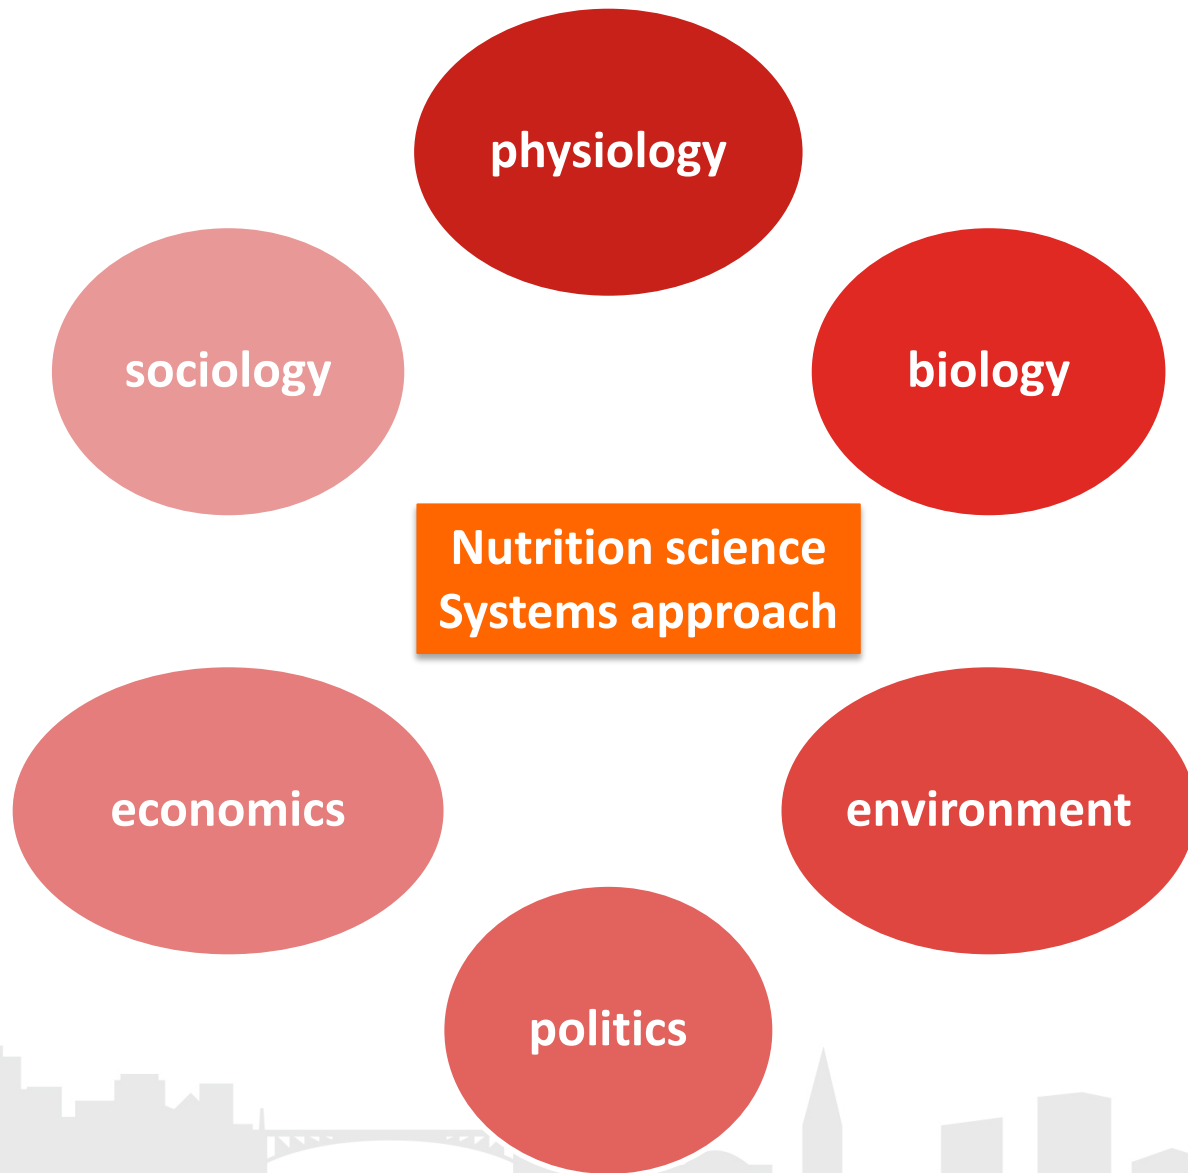 physiology
sociology
biology
Nutrition science
Systems approach
economics
environment
politics